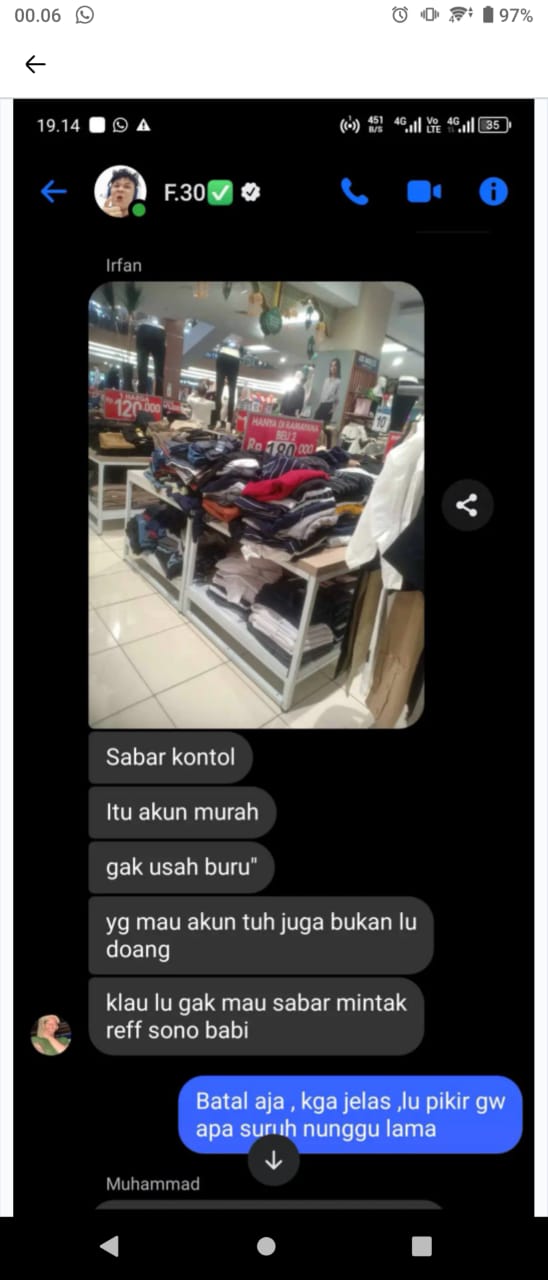 00.06
97%
19.14
451
B/S
4G
Vo
LTE
4G
35
F.30✅
Irfan
Rp 120.000
10
HANYA DI RAMAYANA
BELI 2
Rp 180.000
Sabar kontol
Itu akun murah
gak usah buru"
yg mau akun tuh juga bukan lu
doang
klau lu gak mau sabar mintak
reff sono babi
Batal aja , kga jelas ,lu pikir gw
apa suruh nunggu lama
Muhammad